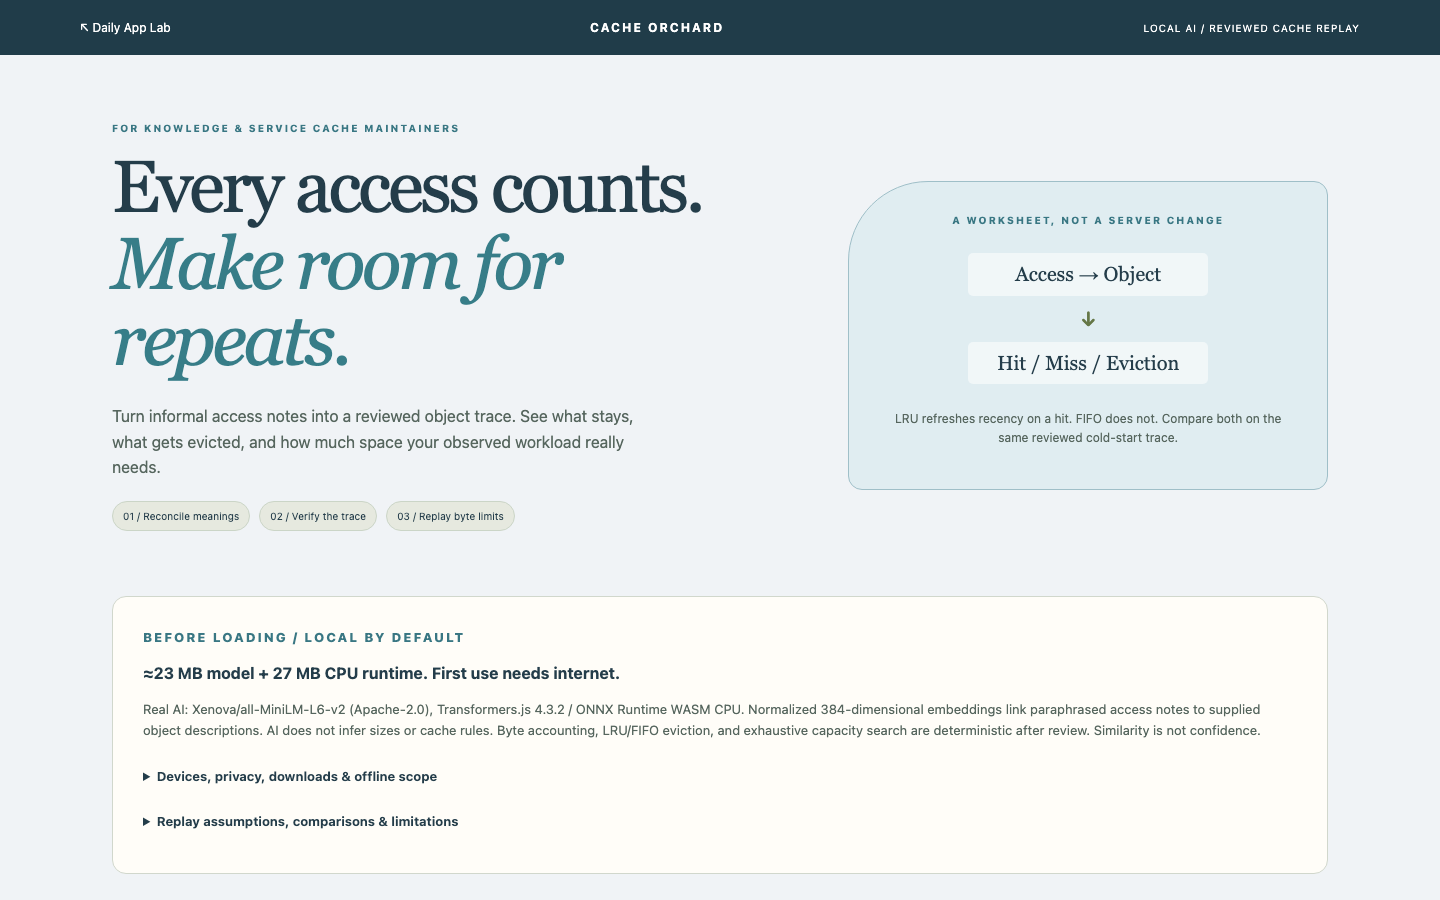 ↖ Daily App Lab
CACHE ORCHARD
LOCAL AI / REVIEWED CACHE REPLAY
FOR KNOWLEDGE & SERVICE CACHE MAINTAINERS
Every access counts.
Make room for
repeats.
Turn informal access notes into a reviewed object trace. See what stays,
what gets evicted, and how much space your observed workload really
needs.
01 / Reconcile meanings
02 / Verify the trace
03 / Replay byte limits
A WORKSHEET, NOT A SERVER CHANGE
Access → Object
↓
Hit / Miss / Eviction
LRU refreshes recency on a hit. FIFO does not. Compare both on the
same reviewed cold-start trace.
BEFORE LOADING / LOCAL BY DEFAULT
≈23 MB model + 27 MB CPU runtime. First use needs internet.
Real AI: Xenova/all-MiniLM-L6-v2 (Apache-2.0), Transformers.js 4.3.2 / ONNX Runtime WASM CPU. Normalized 384-dimensional embeddings link paraphrased access notes to supplied
object descriptions. AI does not infer sizes or cache rules. Byte accounting, LRU/FIFO eviction, and exhaustive capacity search are deterministic after review. Similarity is not confidence.
▶ Devices, privacy, downloads & offline scope
▶ Replay assumptions, comparisons & limitations